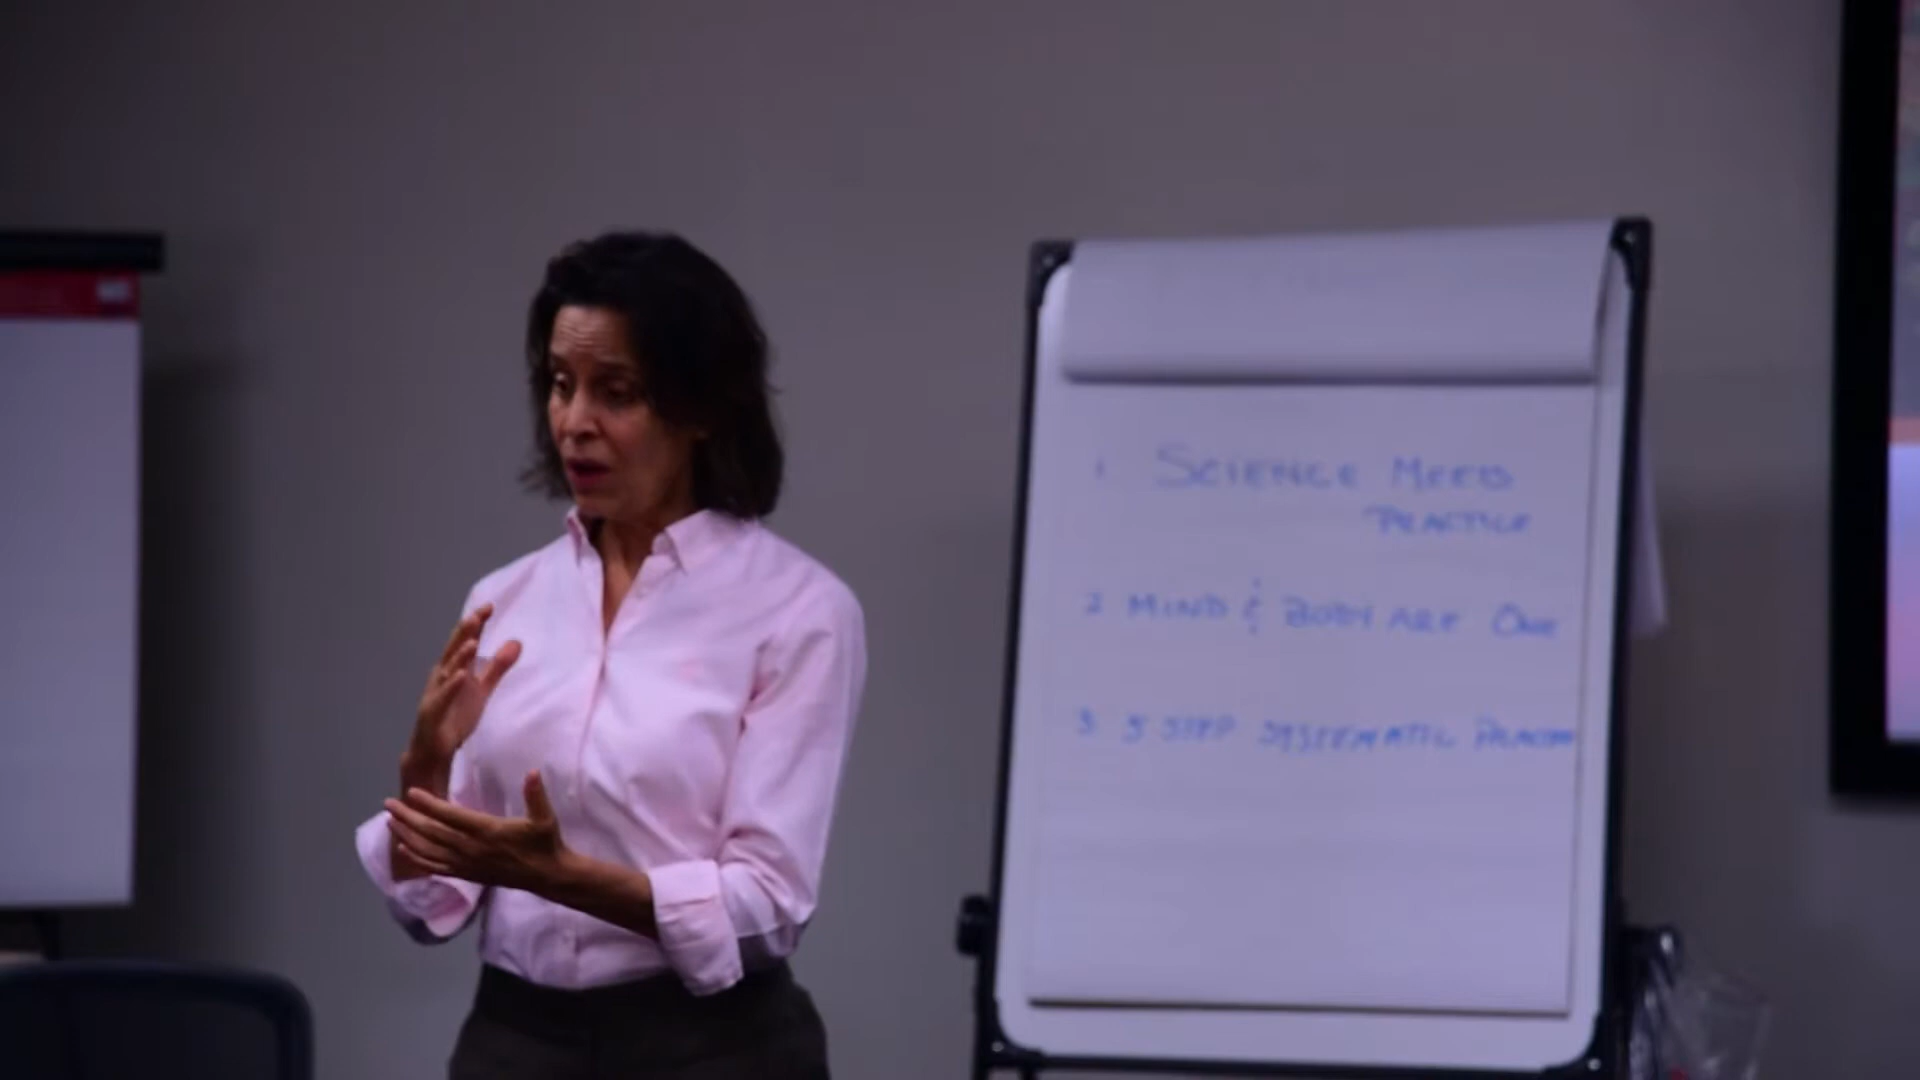 1 SCIENCE MEETS
PRACTICE
2 MIND & BODY ARE ONE
3 5 STEP SYSTEMATIC